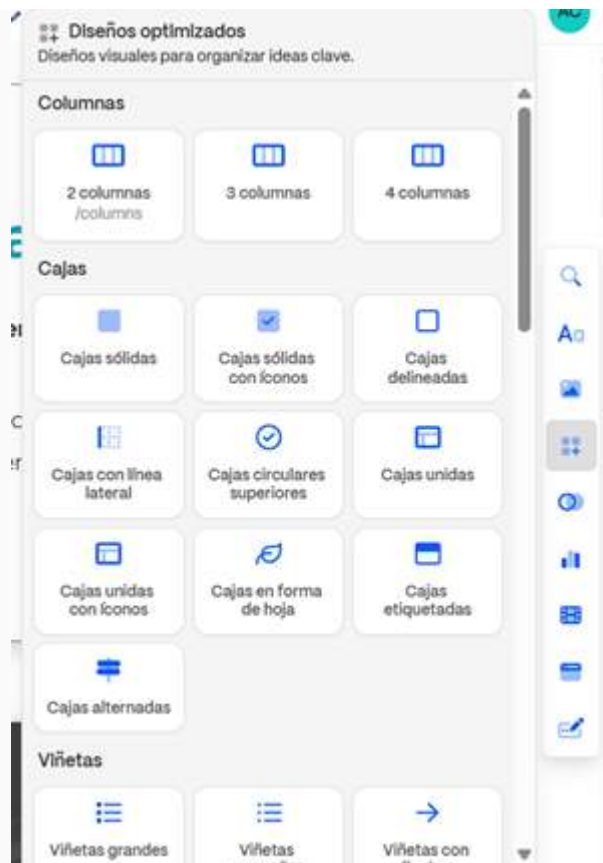 AC
Diseños optimizados
Diseños visuales para organizar ideas clave.
Columnas
2 columnas
/columns
3 columnas
4 columnas
Cajas
Cajas sólidas
Cajas sólidas
con íconos
Cajas
delineadas
Cajas con línea
lateral
Cajas circulares
superiores
Cajas unidas
Cajas unidas
con íconos
Cajas en forma
de hoja
Cajas
etiquetadas
Cajas alternadas
Viñetas
Viñetas grandes
Viñetas
Viñetas con
Aa